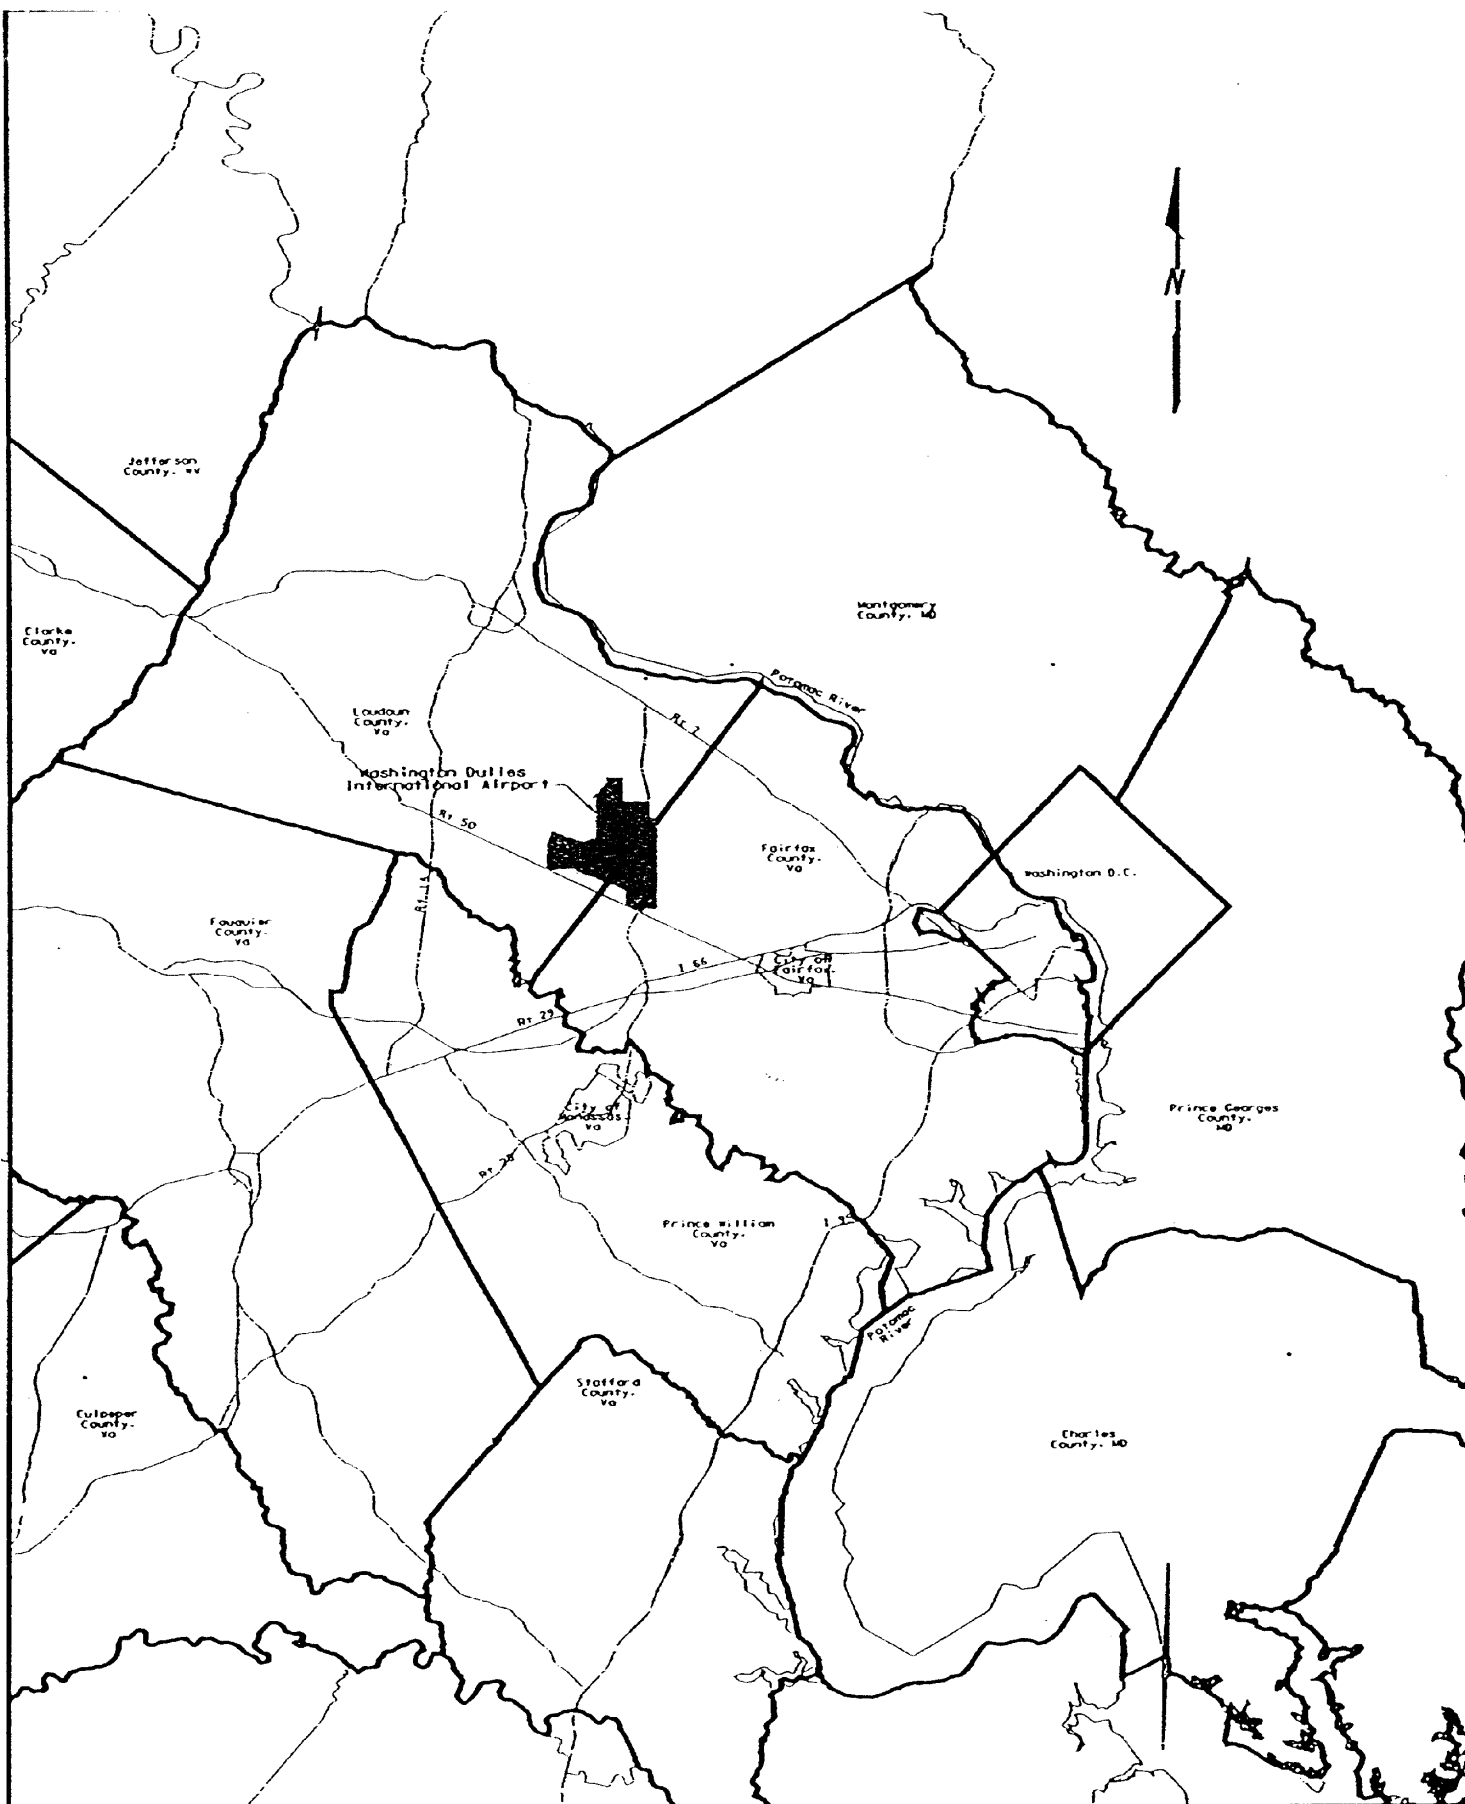 N
Jefferson
County. WV
Montgomery
County. MD
Clarke
County.
Va
Potomac River
Loudoun
County.
Va
Rt 7
Washington Dulles
International Airport
Rt 50
Fairfax
County.
Va
Washington D.C.
Rt 15
Fauquier
County.
Va
I 66
City of
Fairfax.
Va
Rt 29
City of
Manassas.
Va
Prince Georges
County.
MD
Rt 28
Prince William
County.
Va
I 95
Potomac
River
Stafford
County.
Va
Culpeper
County.
Va
Charles
County. MD